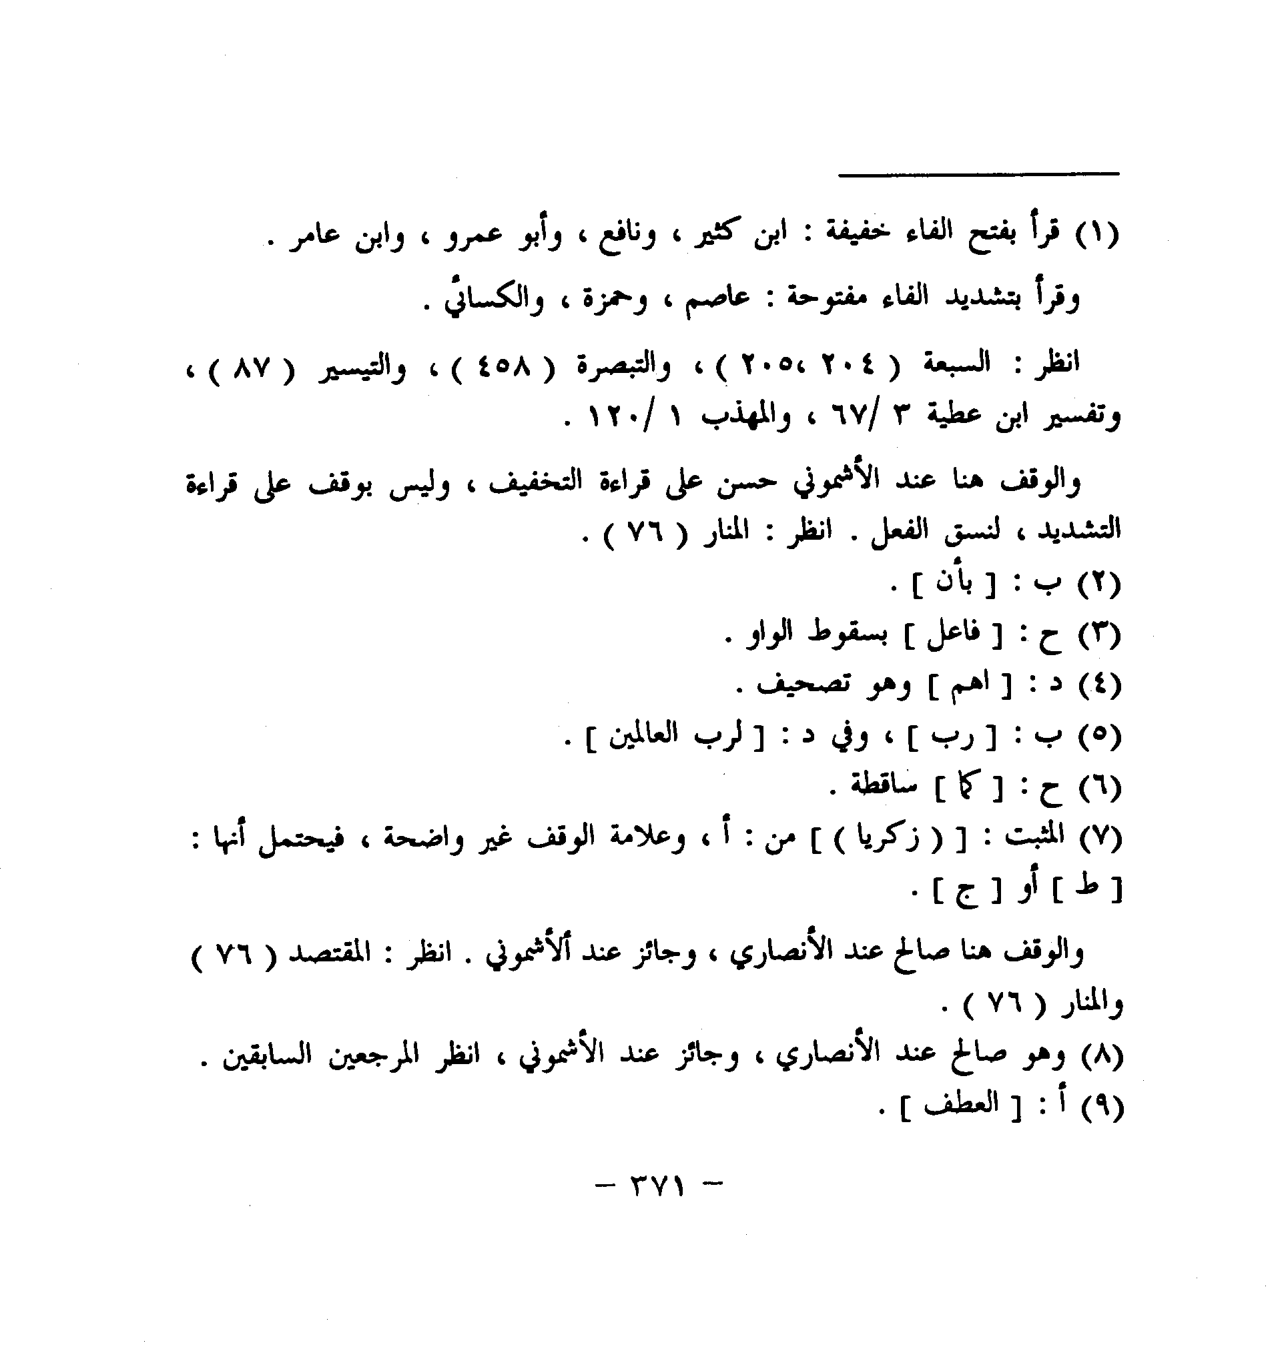 (١) قرأ بفتح الفاء خفيفة : ابن كثير ، ونافع ، وأبو عمرو ، وابن عامر .
وقرأ بتشديد الفاء مفتوحة : عاصم ، وحمزة ، والكسائي .
انظر : السبعة ( ٢٠٤ ،٢٠٥ ) ، والتبصرة ( ٤٥٨ ) ، والتيسير ( ٨٧ ) ،
وتفسير ابن عطية ٣ /٦٧ ، والمهذب ١ /١٢٠ .
والوقف هنا عند الأشموني حسن على قراءة التخفيف ، وليس بوقف على قراءة
التشديد ، لنسق الفعل . انظر : المنار ( ٧٦ ) .
(٢) ب : [ بأن ] .
(٣) ح : [ فاعل ] بسقوط الواو .
(٤) د : [ اهم ] وهو تصحيف .
(٥) ب : [ رب ] ، وفي د : [ لرب العالمين ] .
(٦) ح : [ كما ] ساقطة .
(٧) المثبت : [ ( زكريا ) ] من : أ ، وعلامة الوقف غير واضحة ، فيحتمل أنها :
[ ط ] أو [ ج ] .
والوقف هنا صالح عند الأنصاري ، وجائز عند ألأشموني . انظر : المقتصد ( ٧٦ )
والمنار ( ٧٦ ) .
(٨) وهو صالح عند الأنصاري ، وجائز عند الأشموني ، انظر المرجعين السابقين .
(٩) أ : [ العطف ] .
– ٣٧١ –